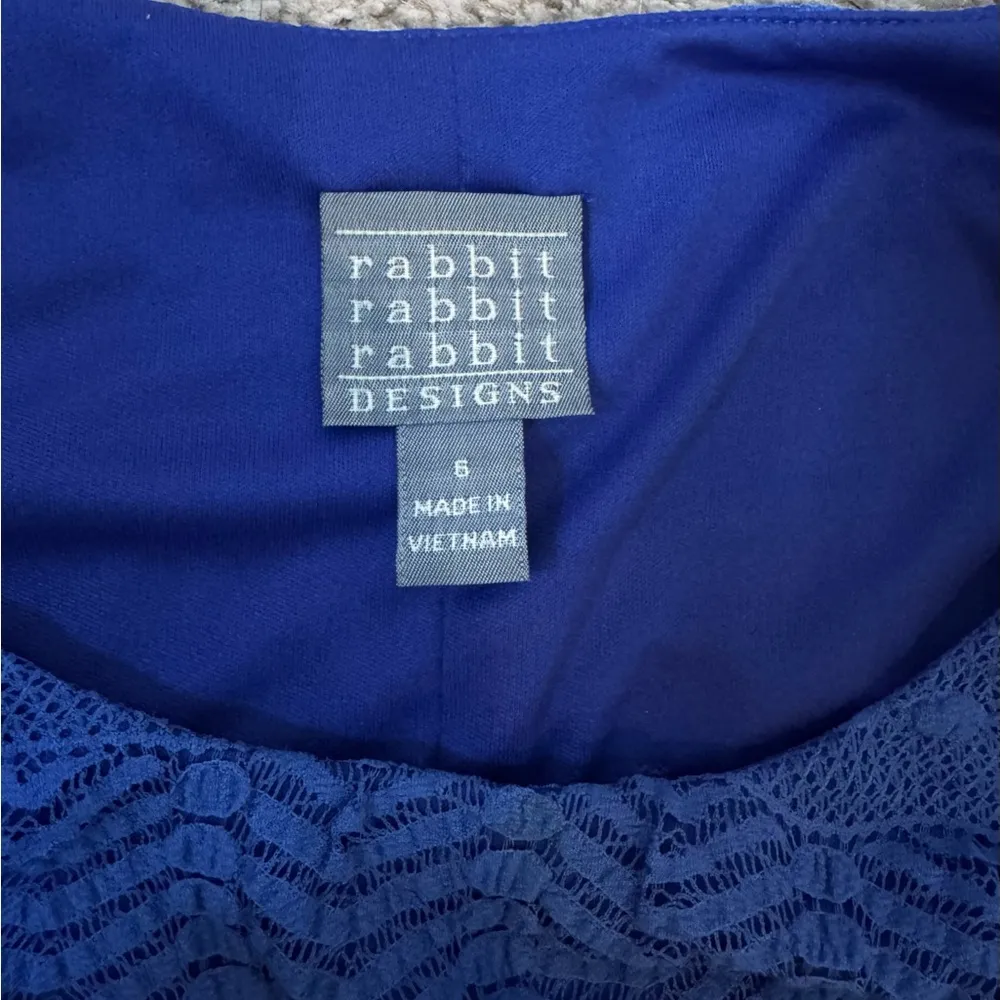 rabbit
rabbit
rabbit
DESIGNS
6
MADE IN
VIETNAM